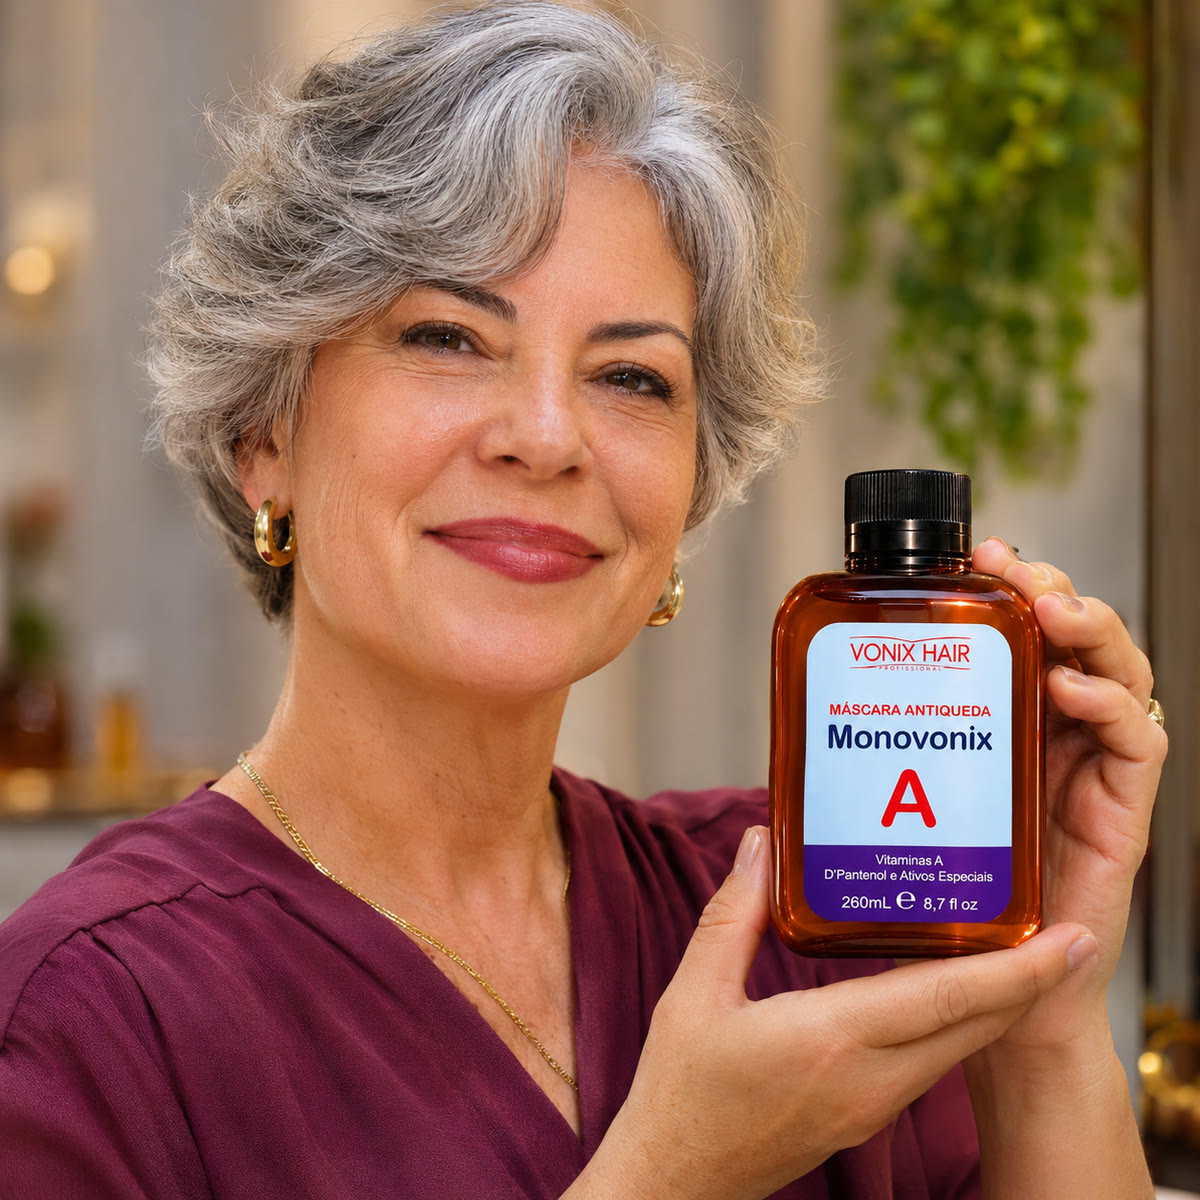 VONIX HAIR
PROFISSIONAL
MÁSCARA ANTIQUEDA
Monovonix
A
Vitaminas A
D'Pantenol e Ativos Especiais
260mL ℮ 8,7 fl oz